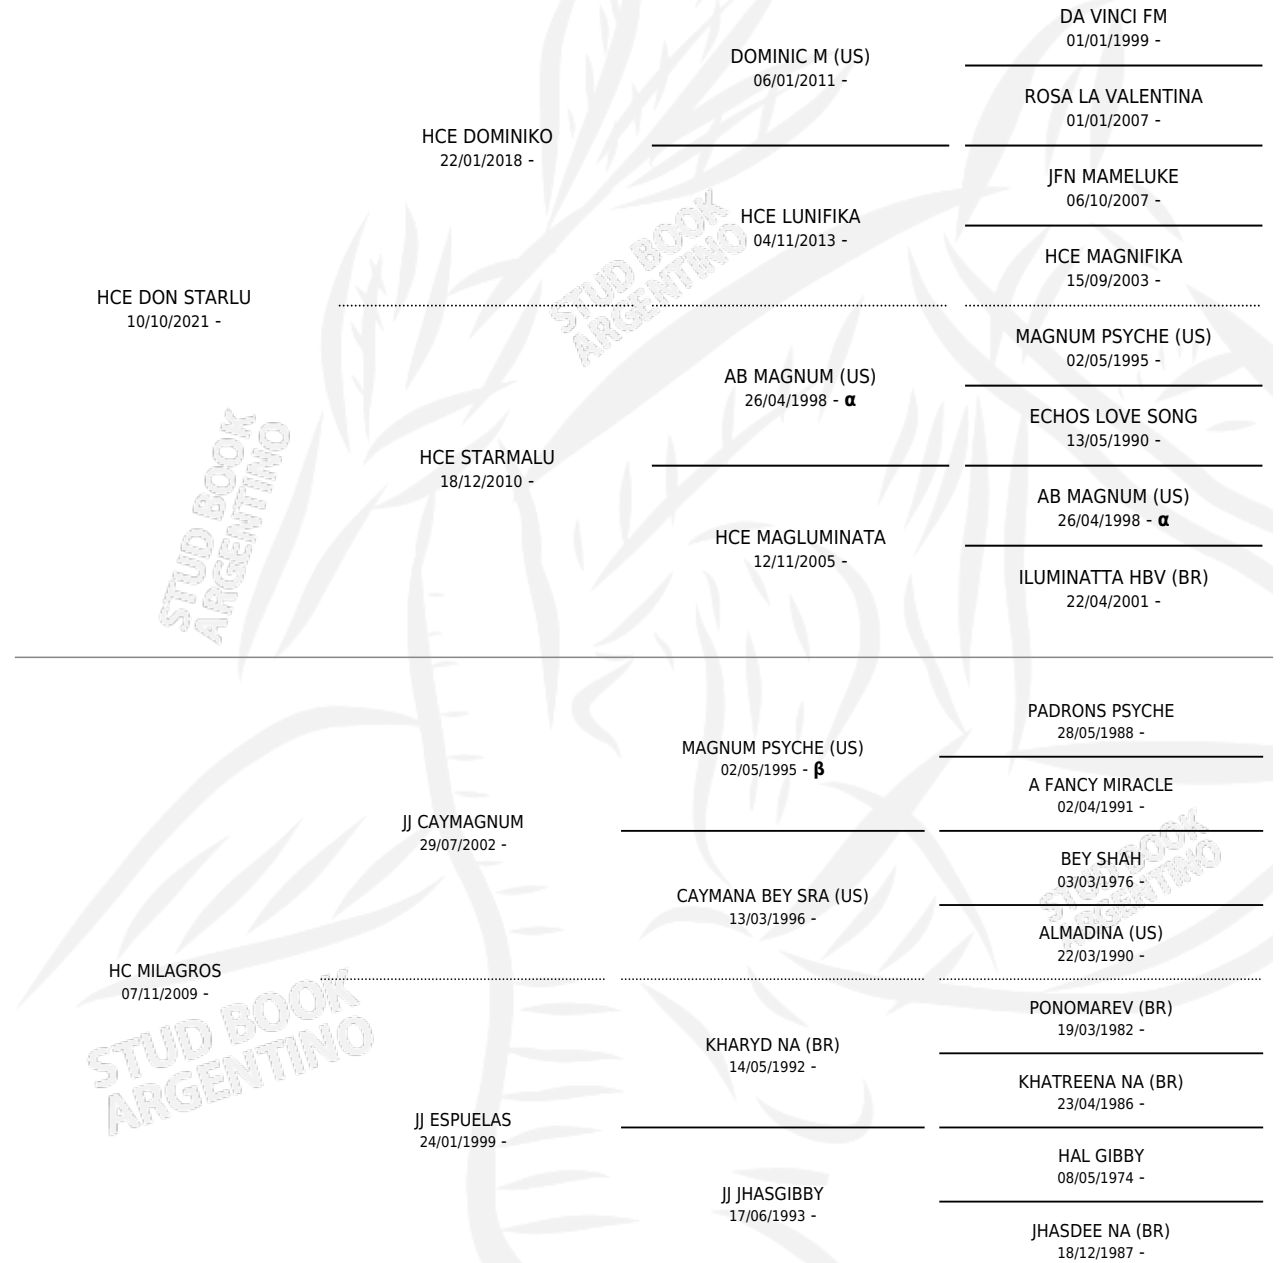 DA VINCI FM
01/01/1999 -
DOMINIC M (US)
06/01/2011 -
ROSA LA VALENTINA
01/01/2007 -
HCE DOMINIKO
22/01/2018 -
JFN MAMELUKE
06/10/2007 -
HCE LUNIFIKA
04/11/2013 -
HCE MAGNIFIKA
15/09/2003 -
HCE DON STARLU
10/10/2021 -
MAGNUM PSYCHE (US)
02/05/1995 -
AB MAGNUM (US)
26/04/1998 - α
ECHOS LOVE SONG
13/05/1990 -
HCE STARMALU
18/12/2010 -
AB MAGNUM (US)
26/04/1998 - α
HCE MAGLUMINATA
12/11/2005 -
ILUMINATTA HBV (BR)
22/04/2001 -
PADRONS PSYCHE
28/05/1988 -
MAGNUM PSYCHE (US)
02/05/1995 - β
A FANCY MIRACLE
02/04/1991 -
JJ CAYMAGNUM
29/07/2002 -
BEY SHAH
03/03/1976 -
CAYMANA BEY SRA (US)
13/03/1996 -
ALMADINA (US)
22/03/1990 -
HC MILAGROS
07/11/2009 -
PONOMAREV (BR)
19/03/1982 -
KHARYD NA (BR)
14/05/1992 -
KHATREENA NA (BR)
23/04/1986 -
JJ ESPUELAS
24/01/1999 -
HAL GIBBY
08/05/1974 -
JJ JHASGIBBY
17/06/1993 -
JHASDEE NA (BR)
18/12/1987 -
STUD BOOK
ARGENTINO
STUD BOOK
ARGENTINO
STUD BOOK
ARGENTINO
STUD BOOK
ARGENTINO